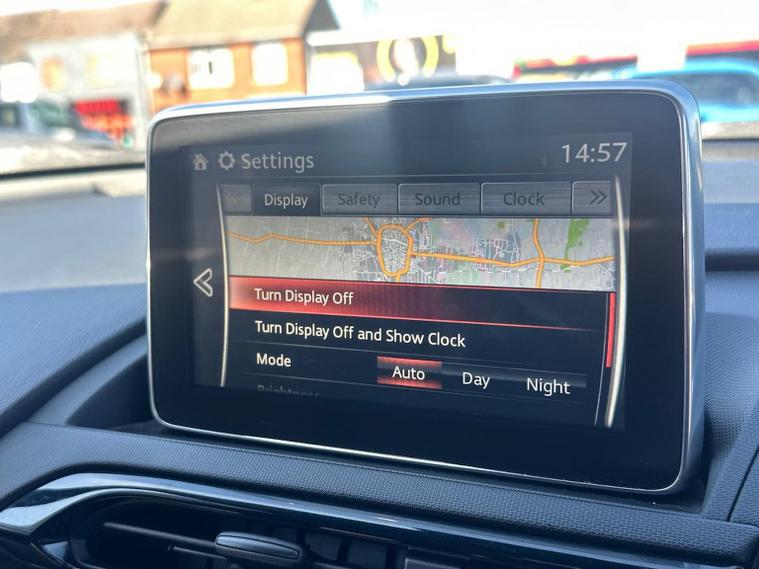 Settings 14:57
Display Safety Sound Clock
Turn Display Off
Turn Display Off and Show Clock
Mode Auto Day Night
Brightness